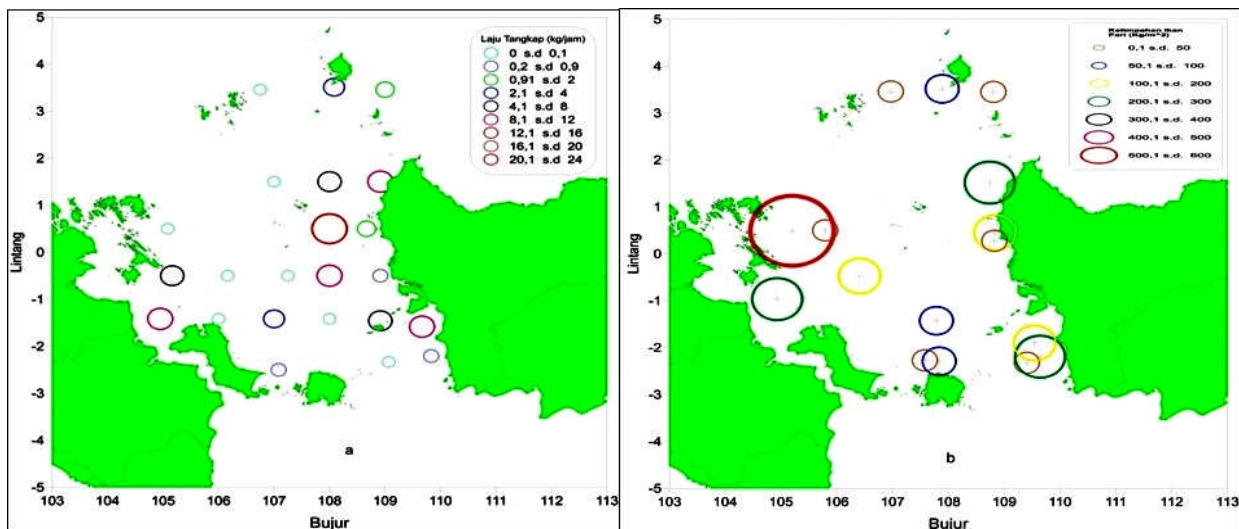 5
4
3
2
1
0
-1
-2
-3
-4
-5
Lintang
Laju Tangkap (kg/jam)
0 s.d 0,1
0,2 s.d 0,9
0,91 s.d 2
2,1 s.d 4
4,1 s.d 8
8,1 s.d 12
12,1 s.d 16
16,1 s.d 20
20,1 s.d 24
a
103 104 105 106 107 108 109 110 111 112 113
Bujur
5
4
3
2
1
0
-1
-2
-3
-4
-5
Lintang
Kelimpahan Ikan
Pari (Kg/m^2)
0,1 s.d. 50
50,1 s.d. 100
100,1 s.d. 200
200,1 s.d. 300
300,1 s.d. 400
400,1 s.d. 500
500,1 s.d. 600
b
103 104 105 106 107 108 109 110 111 112 113
Bujur